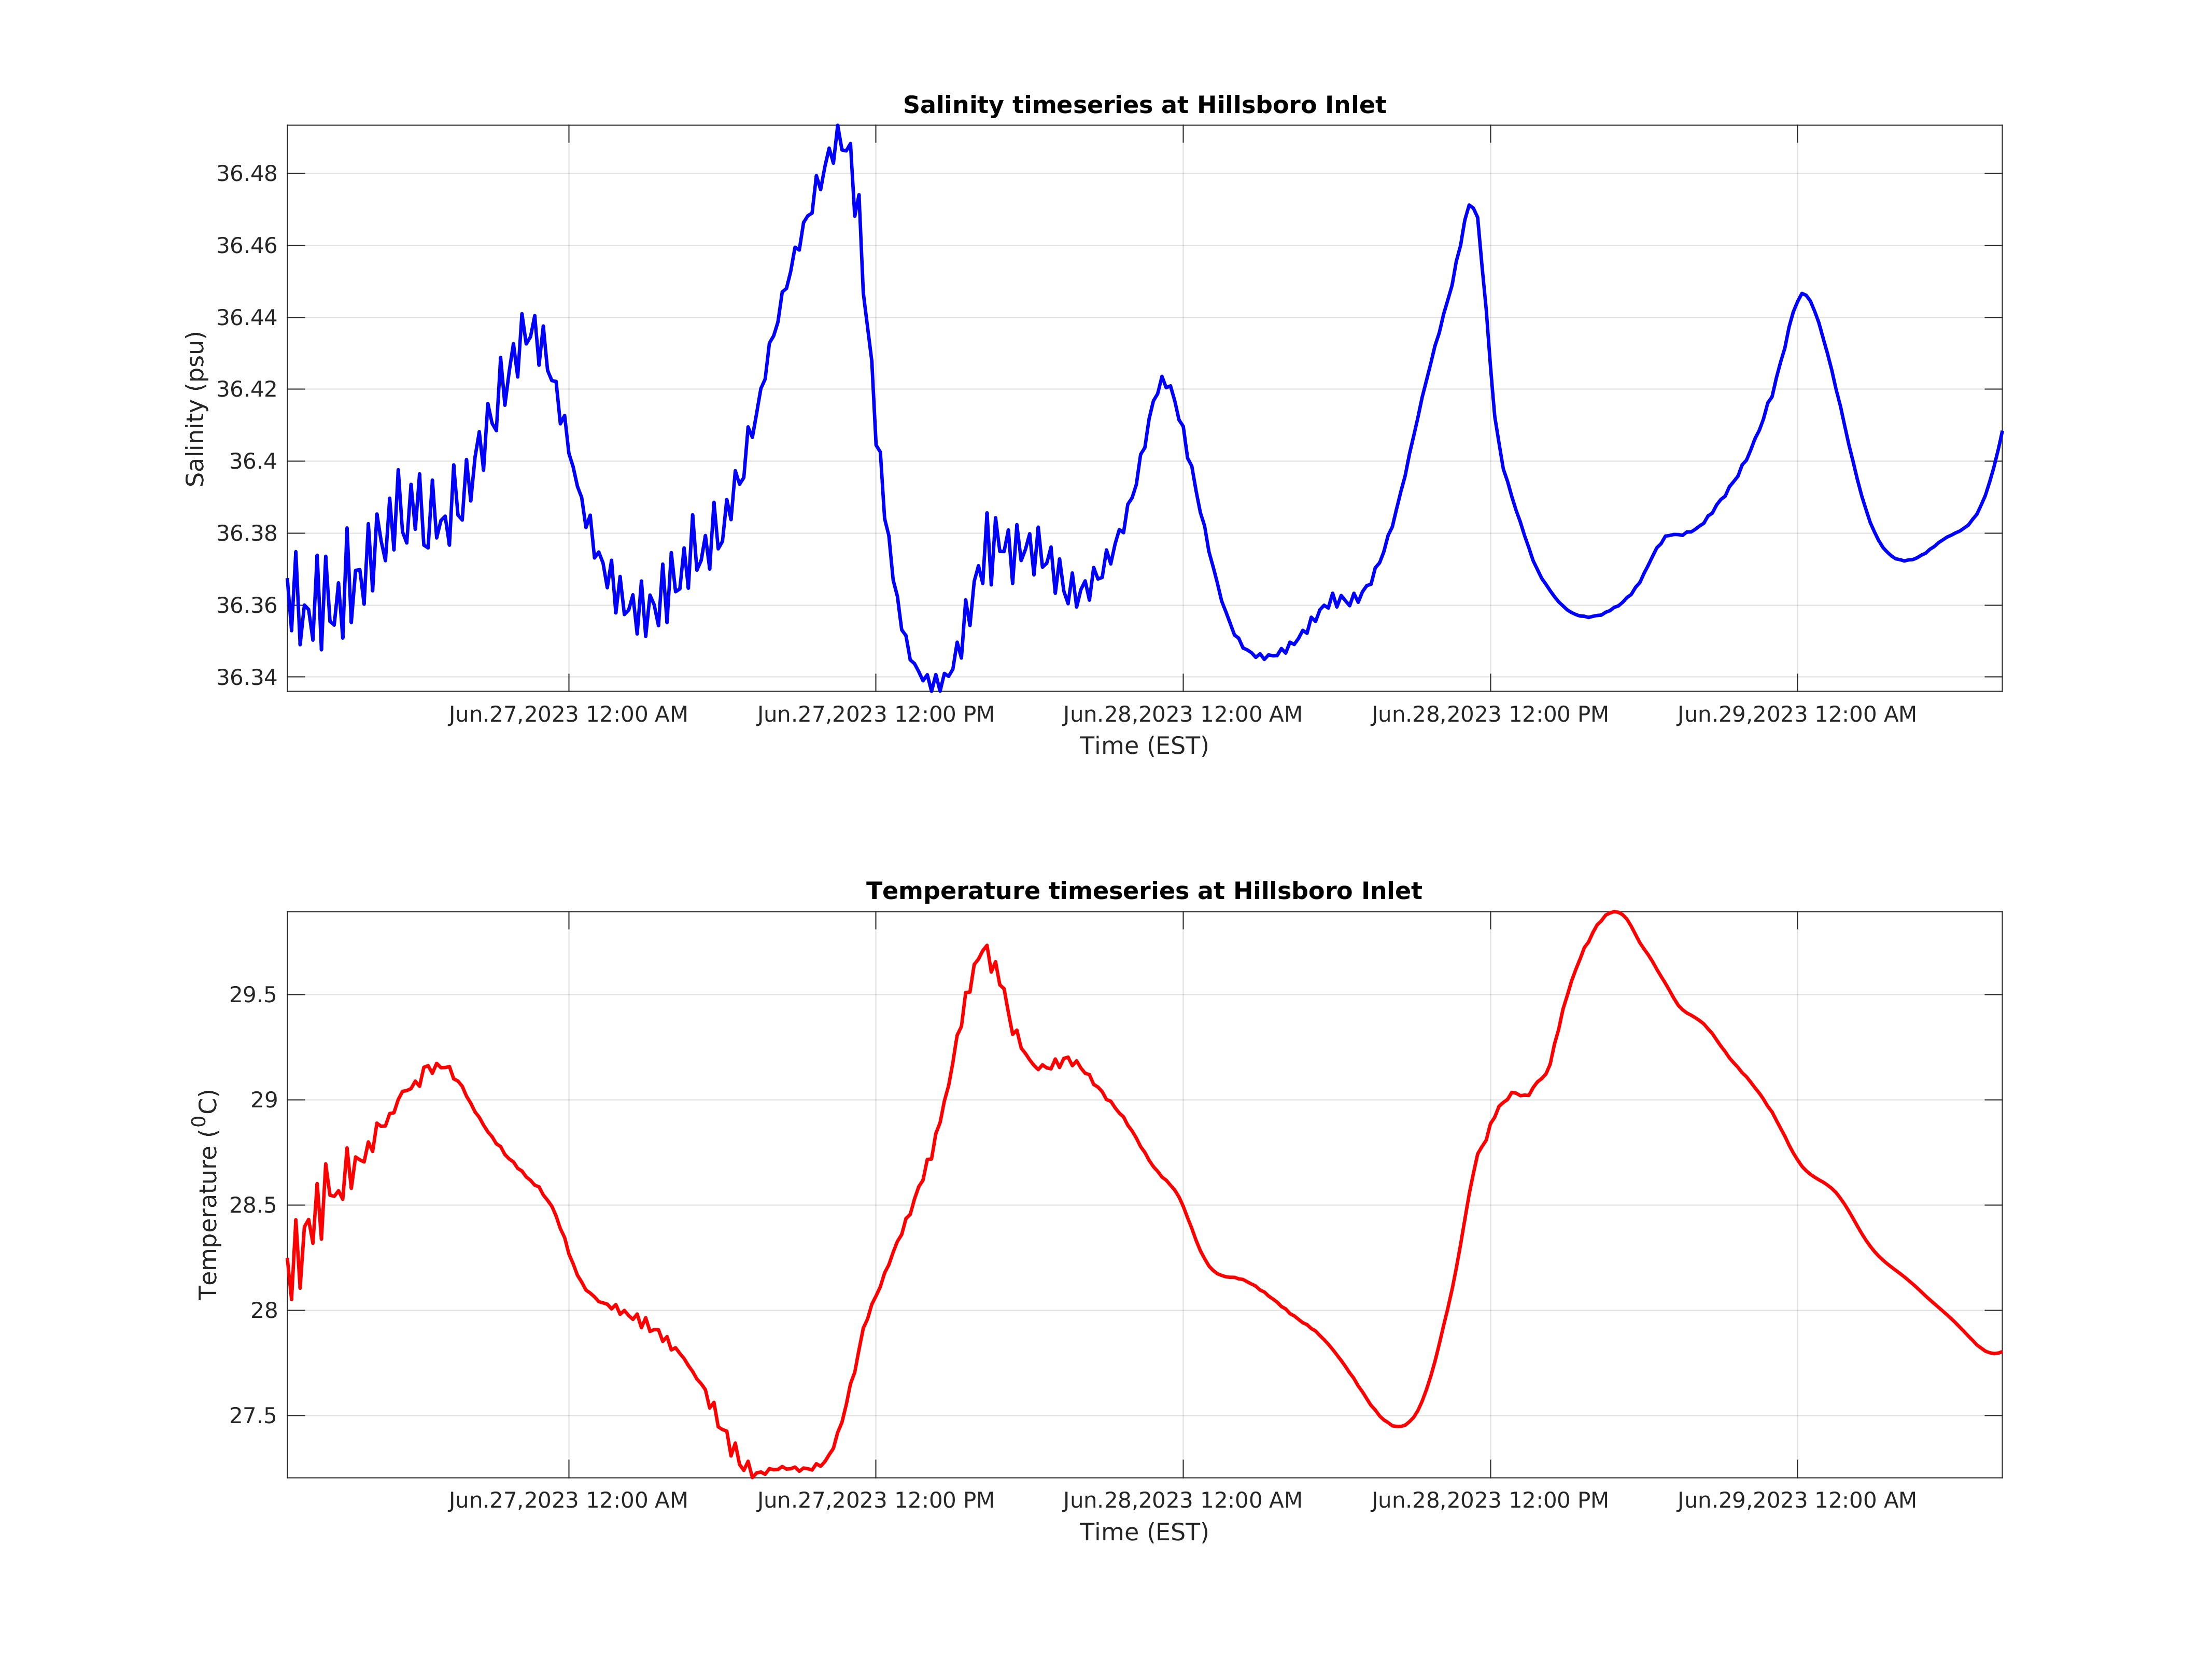 Salinity timeseries at Hillsboro Inlet
Salinity (psu)
36.48
36.46
36.44
36.42
36.4
36.38
36.36
36.34
Jun.27,2023 12:00 AM Jun.27,2023 12:00 PM Jun.28,2023 12:00 AM Jun.28,2023 12:00 PM Jun.29,2023 12:00 AM
Time (EST)
Temperature timeseries at Hillsboro Inlet
Temperature (⁰C)
29.5
29
28.5
28
27.5
Jun.27,2023 12:00 AM Jun.27,2023 12:00 PM Jun.28,2023 12:00 AM Jun.28,2023 12:00 PM Jun.29,2023 12:00 AM
Time (EST)